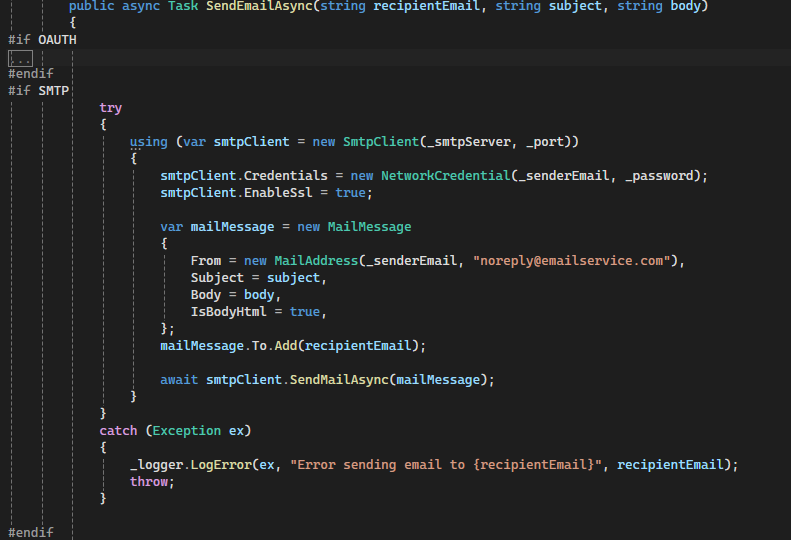 public async Task SendEmailAsync(string recipientEmail, string subject, string body)
{
#if OAUTH
...
#endif
#if SMTP
try
{
using (var smtpClient = new SmtpClient(_smtpServer, _port))
{
smtpClient.Credentials = new NetworkCredential(_senderEmail, _password);
smtpClient.EnableSsl = true;
var mailMessage = new MailMessage
{
From = new MailAddress(_senderEmail, "noreply@emailservice.com"),
Subject = subject,
Body = body,
IsBodyHtml = true,
};
mailMessage.To.Add(recipientEmail);
await smtpClient.SendMailAsync(mailMessage);
}
}
catch (Exception ex)
{
_logger.LogError(ex, "Error sending email to {recipientEmail}", recipientEmail);
throw;
}
#endif